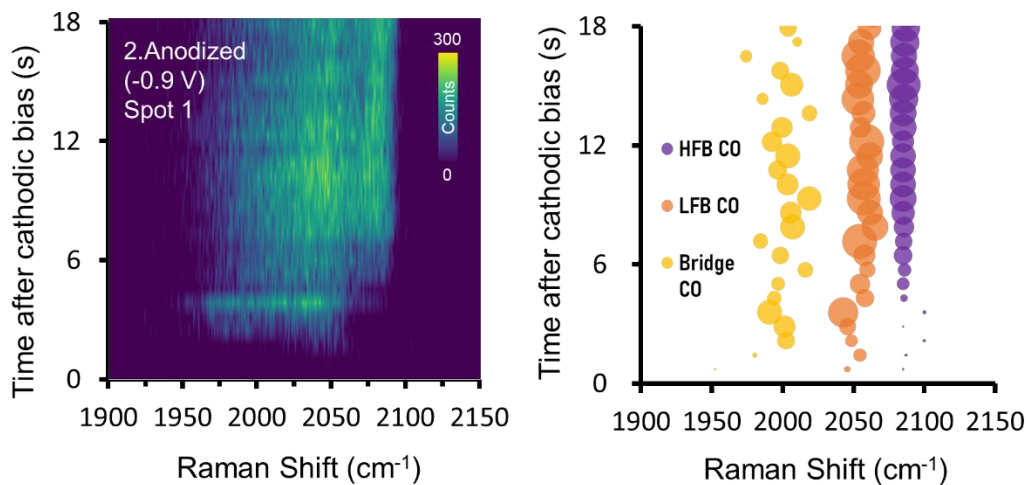 18
12
6
0
Time after cathodic bias (s)
2.Anodized
(-0.9 V)
Spot 1
300
Counts
0
1900 1950 2000 2050 2100 2150
Raman Shift (cm⁻¹)
18
12
6
0
Time after cathodic bias (s)
HFB CO
LFB CO
Bridge
CO
1900 1950 2000 2050 2100 2150
Raman Shift (cm⁻¹)